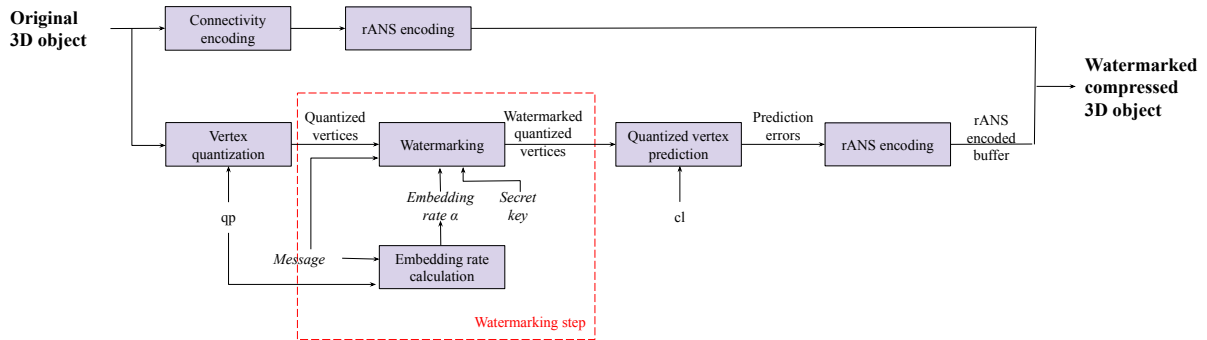 Original
3D object
Connectivity
encoding
rANS encoding
Watermarked
compressed
3D object
Vertex
quantization
Quantized
vertices
Watermarking
Watermarked
quantized
vertices
Quantized vertex
prediction
Prediction
errors
rANS encoding
rANS
encoded
buffer
qp
Embedding
rate α
Secret
key
cl
Message
Embedding rate
calculation
Watermarking step